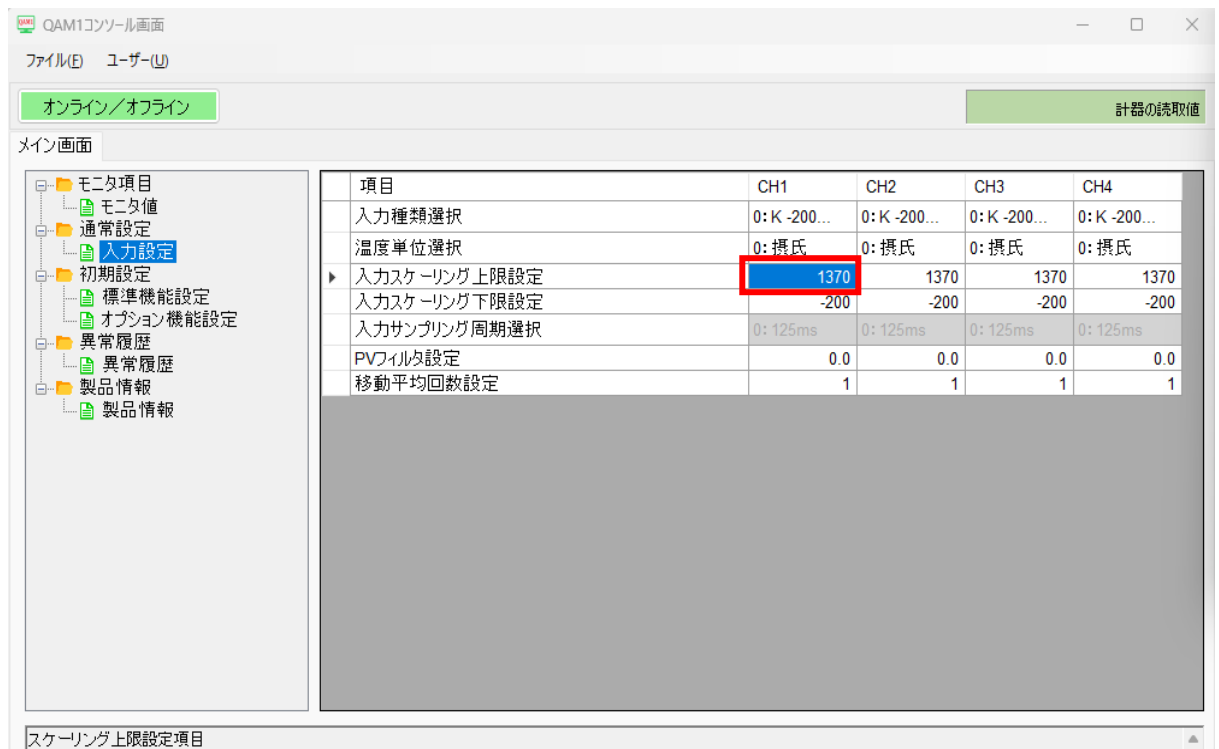 QAM1コンソール画面
ファイル(F) ユーザー(U)
オンライン／オフライン
計器の読取値
メイン画面
モニタ項目
モニタ値
通常設定
入力設定
初期設定
標準機能設定
オプション機能設定
異常履歴
異常履歴
製品情報
製品情報
項目 CH1 CH2 CH3 CH4
入力種類選択 0: K -200... 0: K -200... 0: K -200... 0: K -200...
温度単位選択 0: 摂氏 0: 摂氏 0: 摂氏 0: 摂氏
入力スケーリング上限設定 1370 1370 1370 1370
入力スケーリング下限設定 -200 -200 -200 -200
入力サンプリング周期選択 0: 125ms 0: 125ms 0: 125ms 0: 125ms
PVフィルタ設定 0.0 0.0 0.0 0.0
移動平均回数設定 1 1 1 1
スケーリング上限設定項目